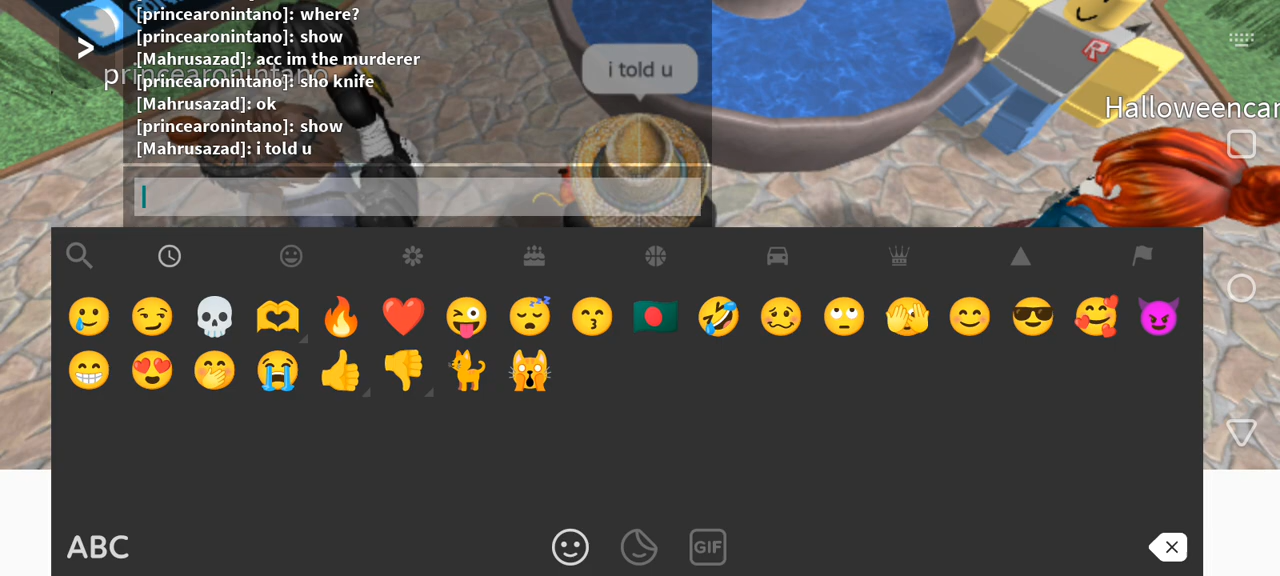 [princearonintano]: where?
[princearonintano]: show
[Mahrusazad]: acc im the murderer
princearonintano
[princearonintano]: sho knife
[Mahrusazad]: ok
[princearonintano]: show
[Mahrusazad]: i told u
i told u
Halloweencan
ABC
GIF